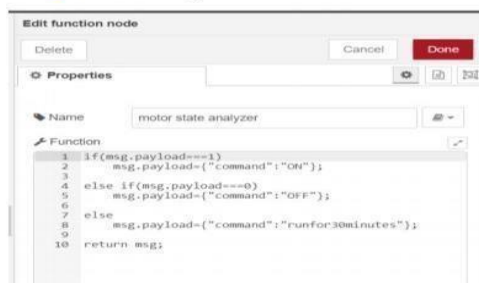 Edit function node
Delete
Cancel
Done
Properties
Name
motor state analyzer
Function
1 if(msg.payload===1)
2 msg.payload={"command":"ON"};
3
4 else if(msg.payload===0)
5 msg.payload={"command":"OFF"};
6
7 else
8 msg.payload={"command":"runfor30minutes"};
9
10 return msg;